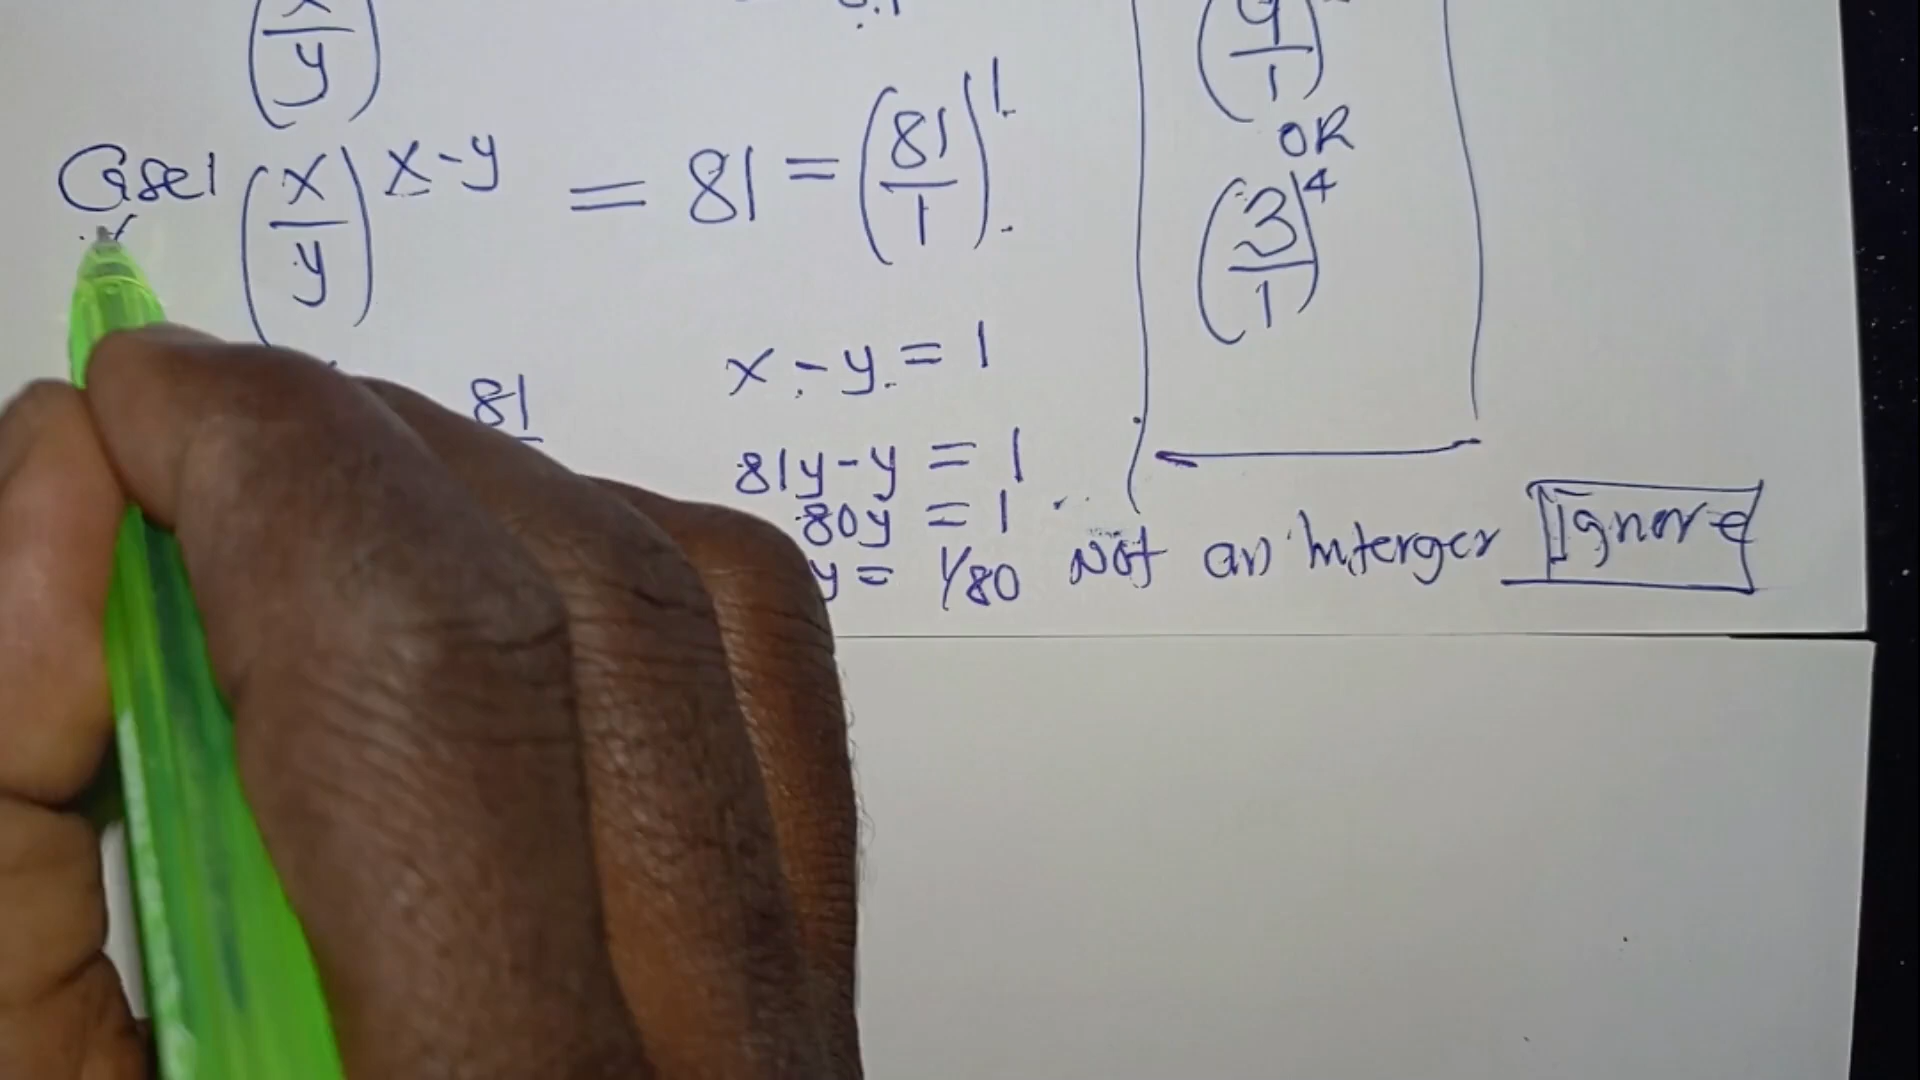 (x/y)
Case1 (x/y)^x-y = 81 = (81/1)^1
81
x - y = 1
81y - y = 1
80y = 1
y = 1/80 Not an Interger Ignore
(9/1)
OR
(3/1)^4